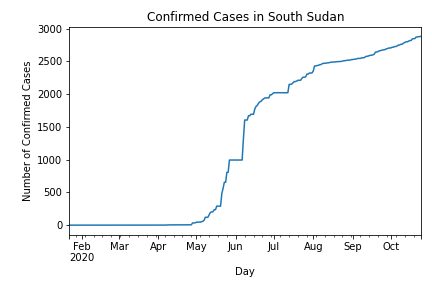 Confirmed Cases in South Sudan
3000
2500
2000
1500
1000
500
0
Number of Confirmed Cases
Feb Mar Apr May Jun Jul Aug Sep Oct
2020
Day